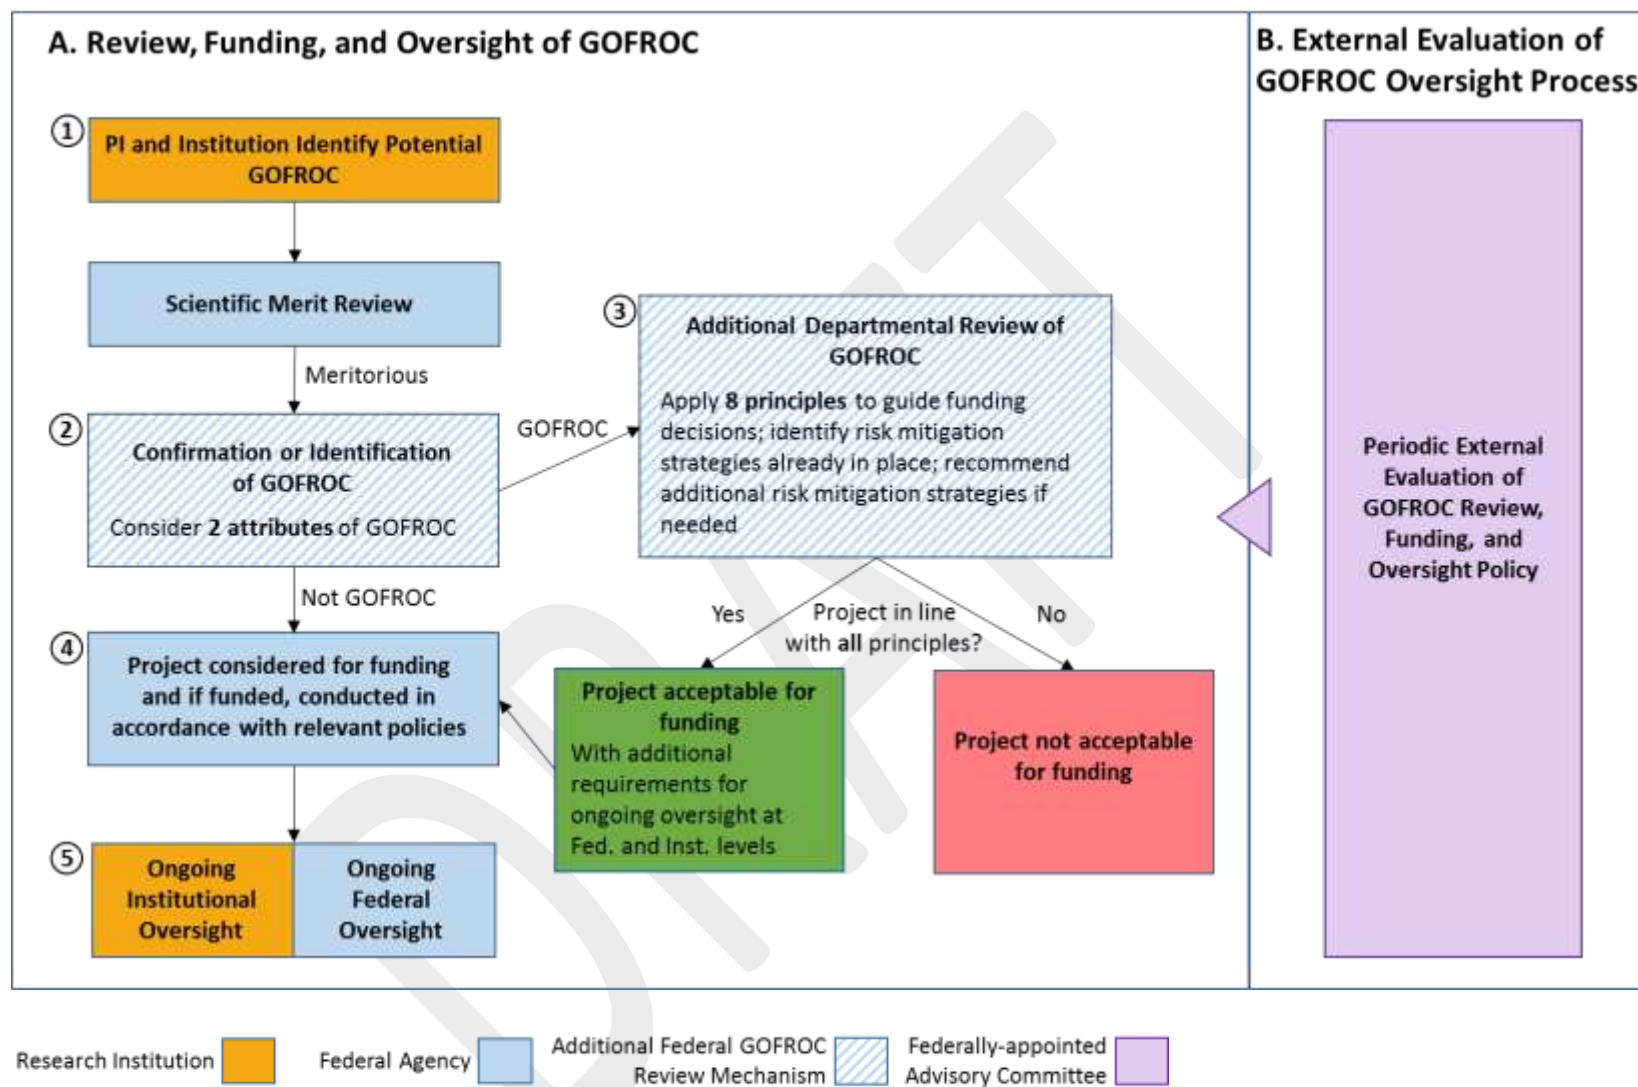 A. Review, Funding, and Oversight of GOFROC
①
PI and Institution Identify Potential
GOFROC
Scientific Merit Review
Meritorious
②
Confirmation or Identification
of GOFROC
Consider 2 attributes of GOFROC
GOFROC
③
Additional Departmental Review of
GOFROC
Apply 8 principles to guide funding
decisions; identify risk mitigation
strategies already in place; recommend
additional risk mitigation strategies if
needed
Not GOFROC
Yes
Project in line
with all principles?
No
④
Project considered for funding
and if funded, conducted in
accordance with relevant policies
Project acceptable for
funding
With additional
requirements for
ongoing oversight at
Fed. and Inst. levels
Project not acceptable
for funding
⑤
Ongoing
Institutional
Oversight
Ongoing
Federal
Oversight
B. External Evaluation of
GOFROC Oversight Process
Periodic External
Evaluation of
GOFROC Review,
Funding, and
Oversight Policy
DRAFT
Research Institution
Federal Agency
Additional Federal GOFROC
Review Mechanism
Federally-appointed
Advisory Committee